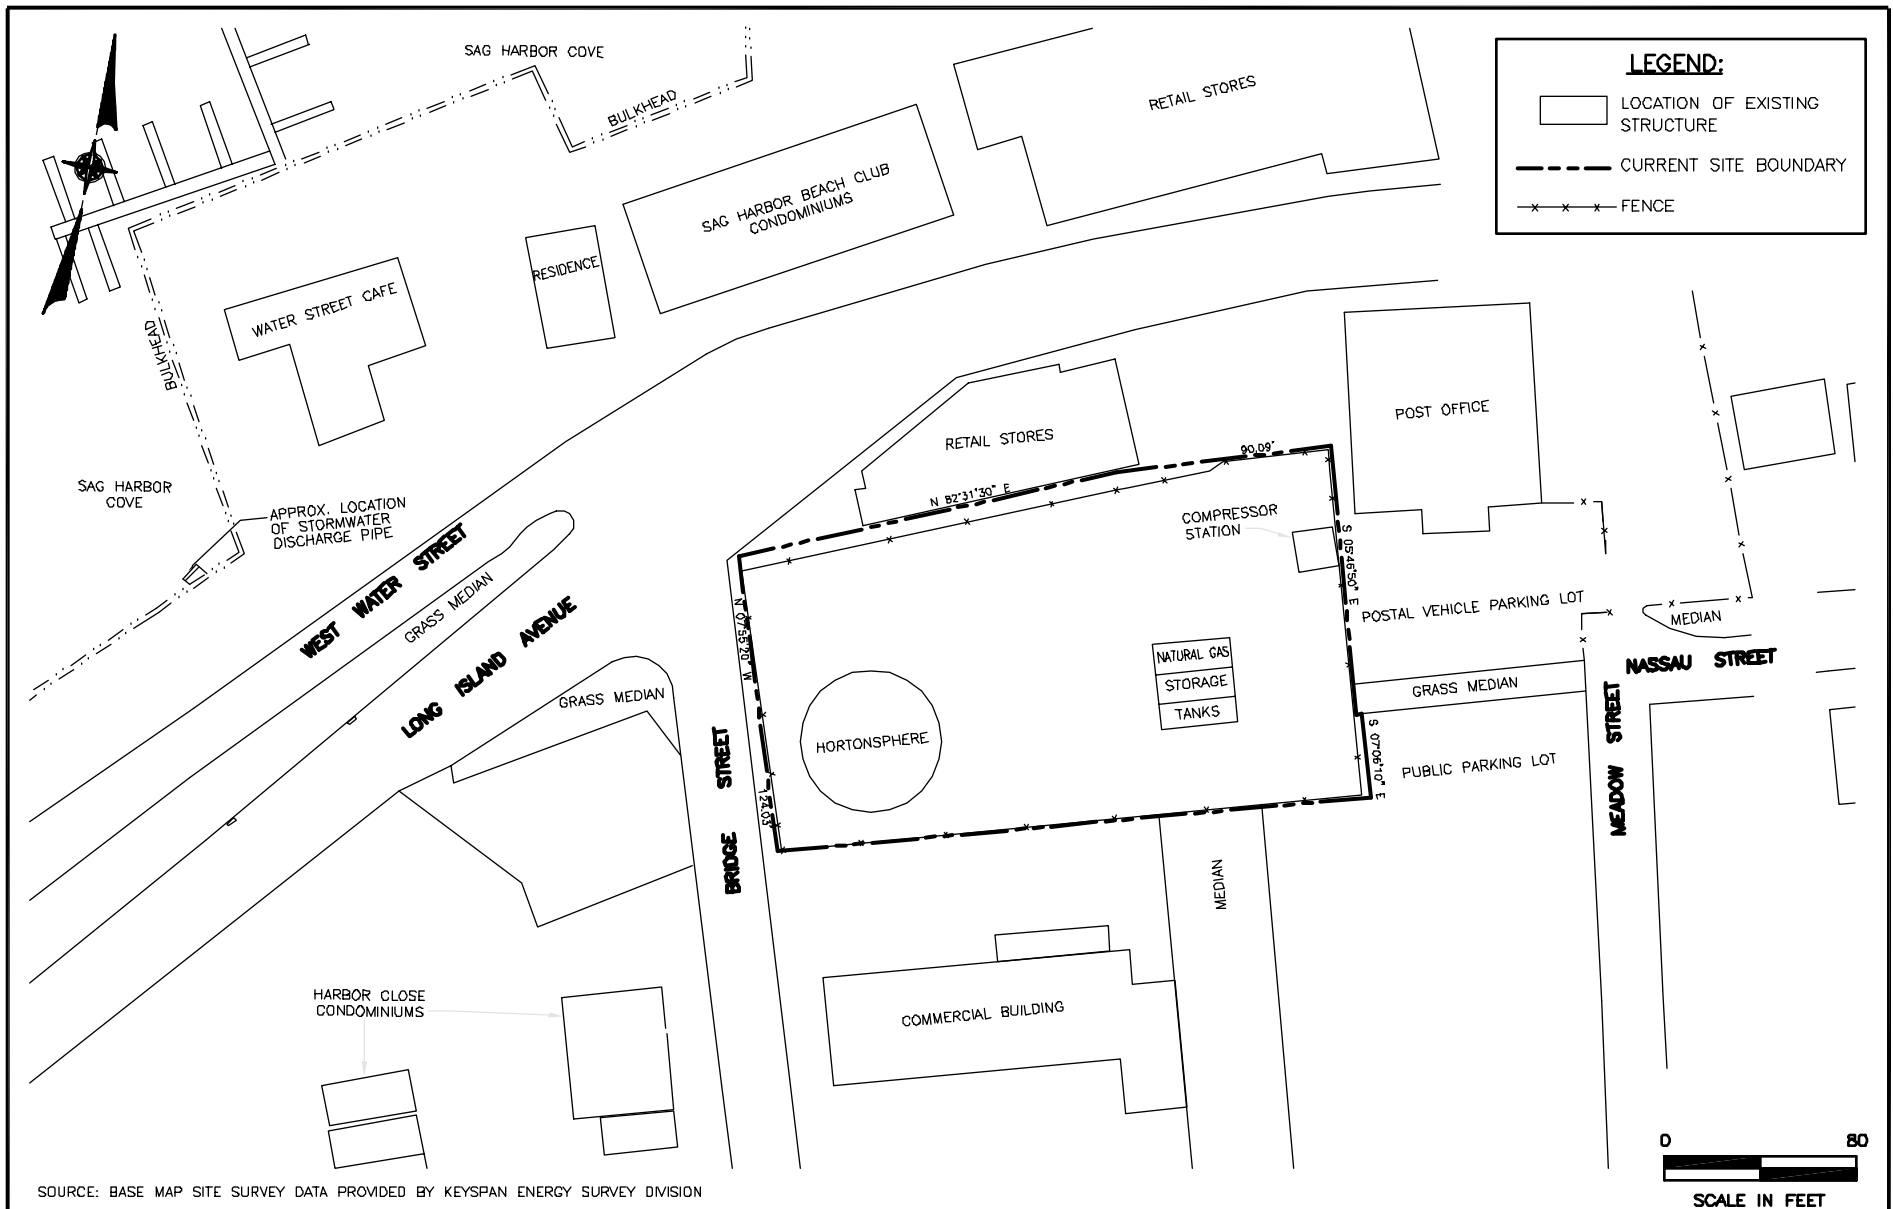 SAG HARBOR COVE
BULKHEAD
RETAIL STORES
LEGEND:
LOCATION OF EXISTING
STRUCTURE
CURRENT SITE BOUNDARY
FENCE
SAG HARBOR BEACH CLUB
CONDOMINIUMS
RESIDENCE
WATER STREET CAFE
BULKHEAD
POST OFFICE
RETAIL STORES
90.09'
N 82°31'30" E
SAG HARBOR
COVE
APPROX. LOCATION
OF STORMWATER
DISCHARGE PIPE
COMPRESSOR
STATION
S 05°46'50" E
WEST WATER STREET
GRASS MEDIAN
LONG ISLAND AVENUE
N 07°55'20" W
POSTAL VEHICLE PARKING LOT
MEDIAN
NASSAU STREET
NATURAL GAS
STORAGE
TANKS
GRASS MEDIAN
GRASS MEDIAN
HORTONSPHERE
S 07°06'10" E
PUBLIC PARKING LOT
MEADOW STREET
124.03'
BRIDGE STREET
MEDIAN
HARBOR CLOSE
CONDOMINIUMS
COMMERCIAL BUILDING
0 80
SCALE IN FEET
SOURCE: BASE MAP SITE SURVEY DATA PROVIDED BY KEYSPAN ENERGY SURVEY DIVISION